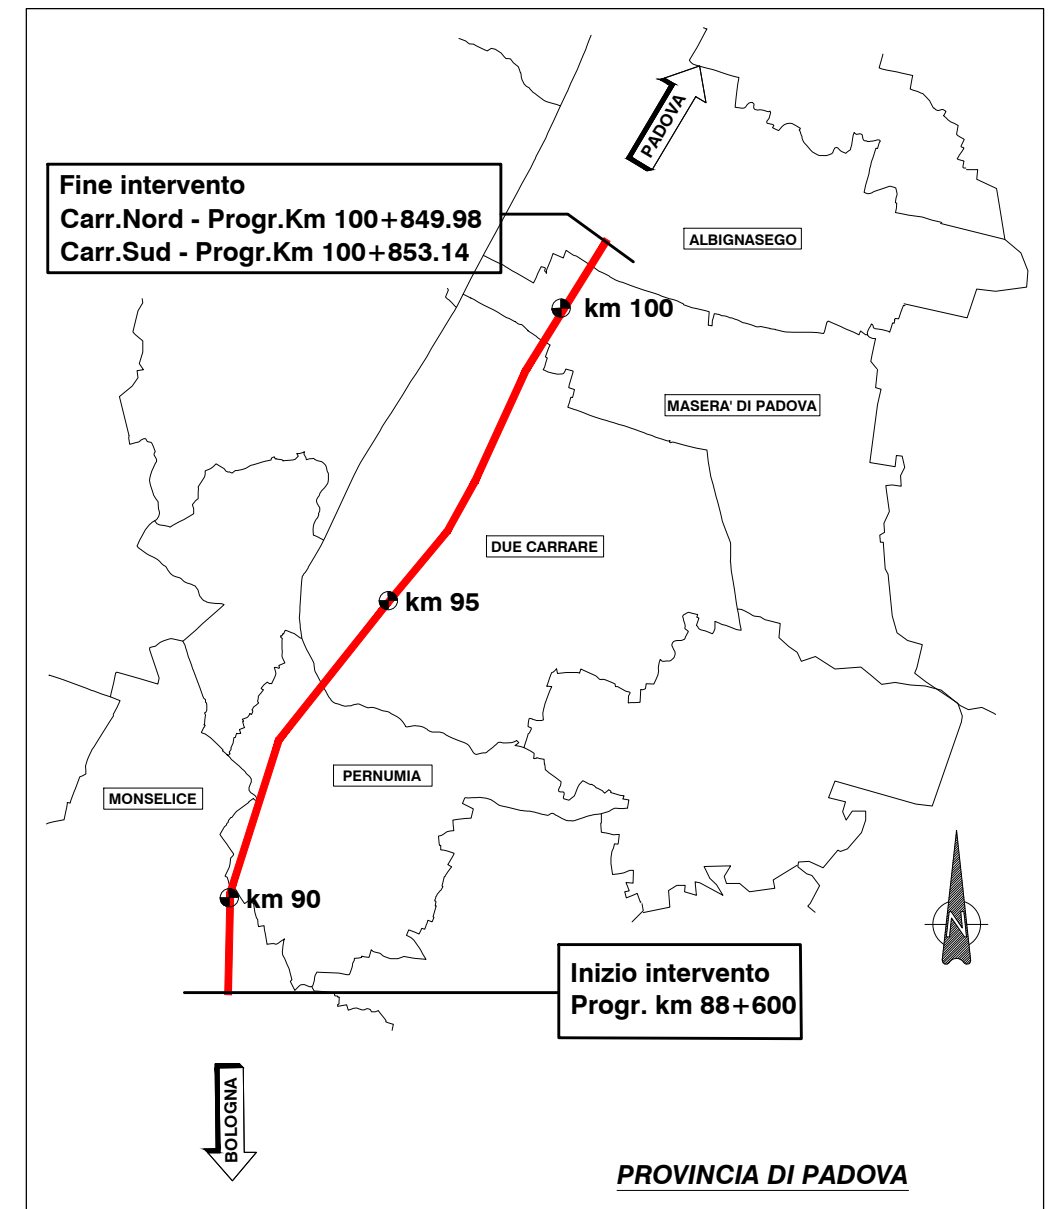 PADOVA
Fine intervento
Carr.Nord - Progr.Km 100+849.98
Carr.Sud - Progr.Km 100+853.14
ALBIGNASEGO
km 100
MASERA' DI PADOVA
DUE CARRARE
km 95
PERNUMIA
MONSELICE
km 90
N
Inizio intervento
Progr. km 88+600
BOLOGNA
PROVINCIA DI PADOVA